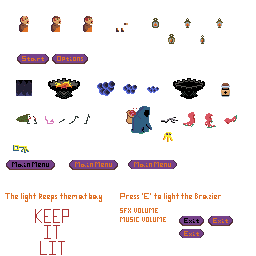 Start Options
Main Menu Main Menu Main Menu
The light keeps them at bay
Press 'E' to light the Brazier
KEEP
IT
LIT
SFX VOLUME
MUSIC VOLUME
Exit Exit
Exit